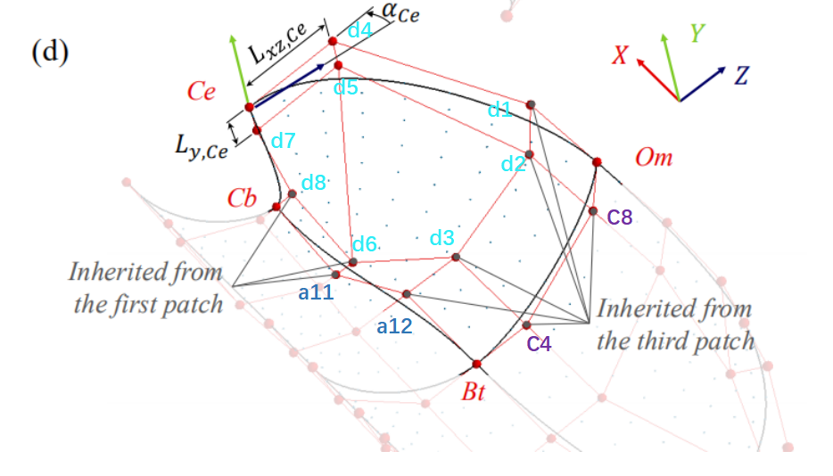 (d)
L_{xz,Ce}
α_{Ce}
d4
X
Y
Z
Ce
d5
d1
L_{y,Ce}
d7
d2
Om
d8
Cb
C8
d6
d3
Inherited from
the first patch
a11
a12
Inherited from
the third patch
C4
Bt